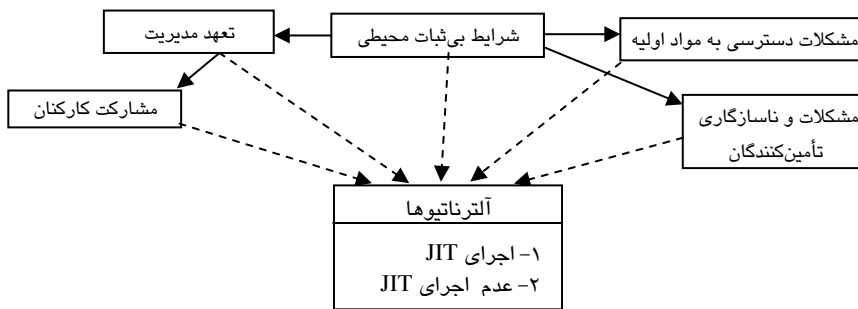 مشکلات دسترسی به مواد اولیه
شرایط بی‌ثبات محیطی
تعهد مدیریت
مشارکت کارکنان
مشکلات و ناسازگاری
تأمین‌کنندگان
آلترناتیوها
۱- اجرای JIT
۲- عدم اجرای JIT